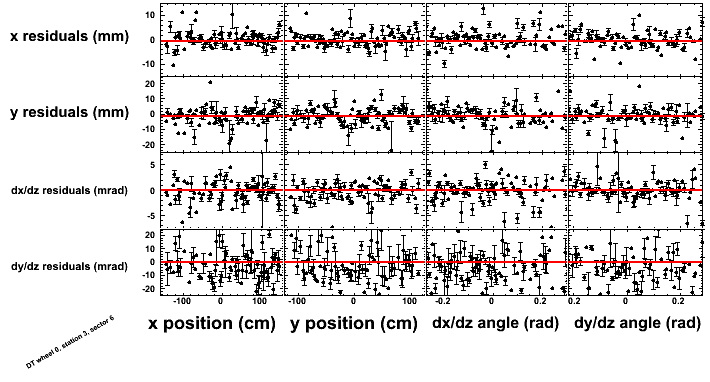 x residuals (mm)
10
0
-10
y residuals (mm)
20
10
0
-10
-20
dx/dz residuals (mrad)
5
0
-5
dy/dz residuals (mrad)
20
10
0
-10
-20
-100 0 100 -100 0 100 -0.2 0 0.2 0.2 0 0.2
x position (cm) y position (cm) dx/dz angle (rad) dy/dz angle (rad)
DT wheel 0, station 3, sector 6